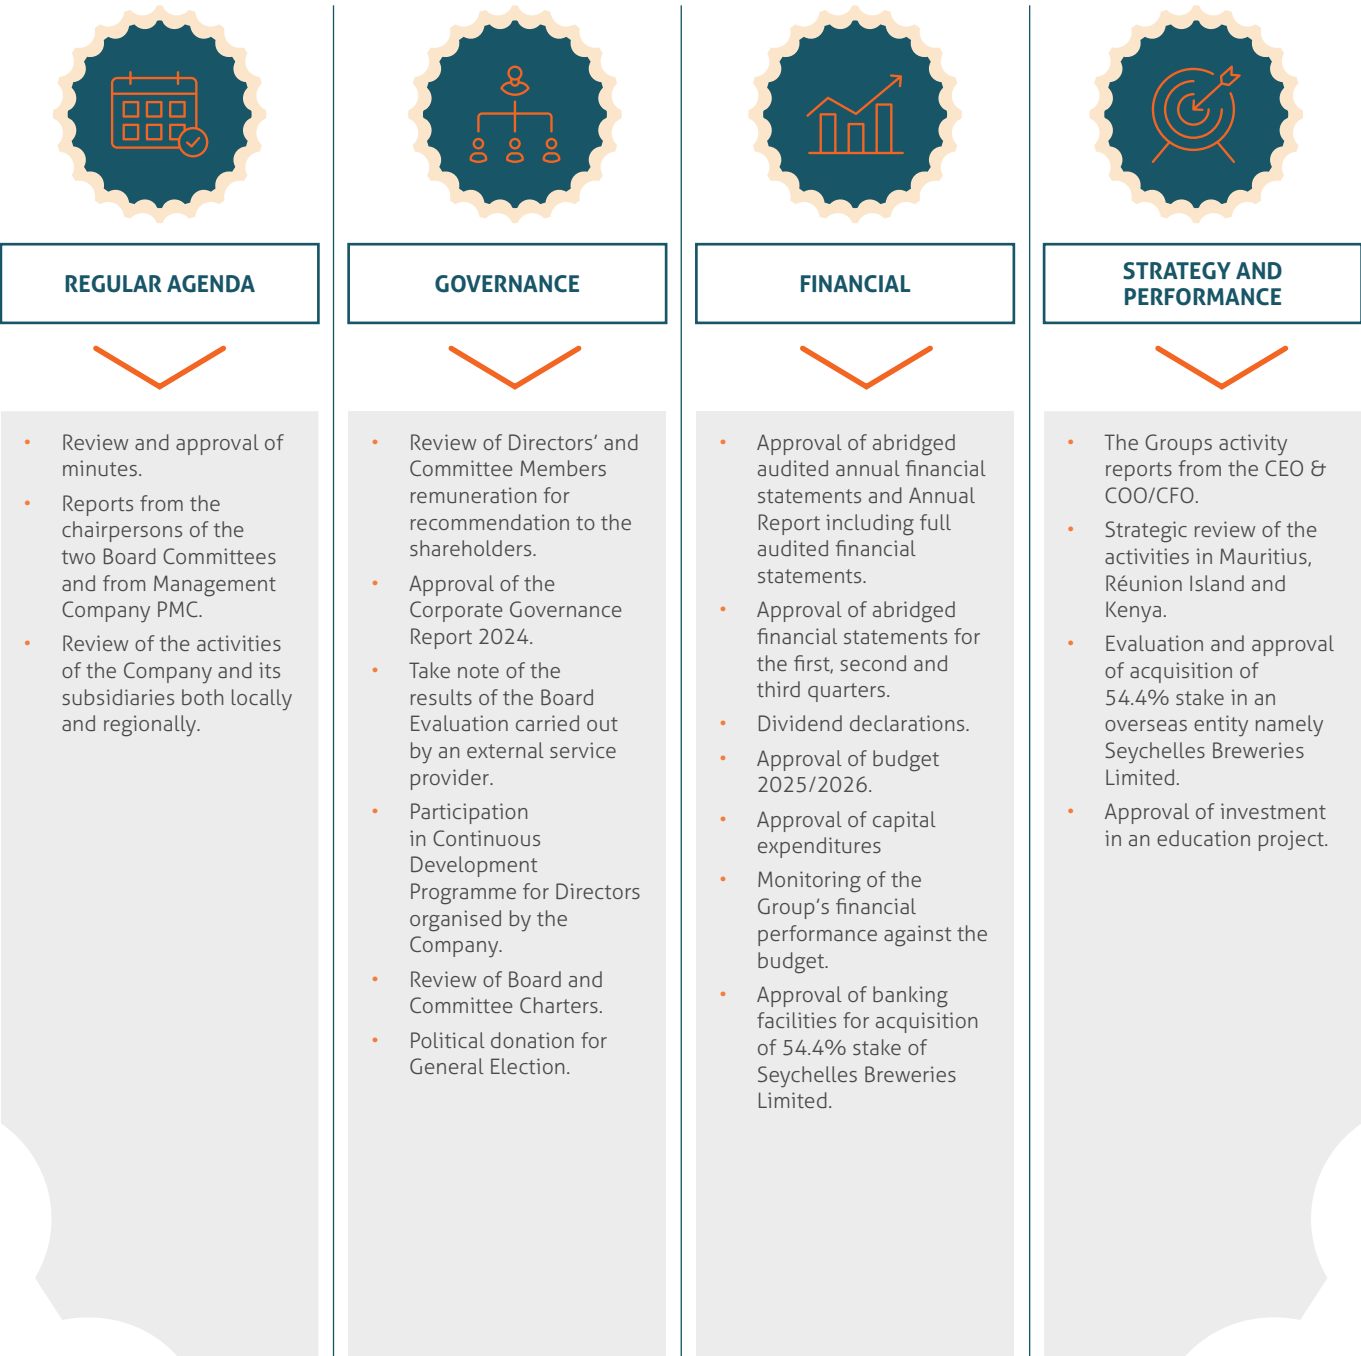 REGULAR AGENDA
• Review and approval of
minutes.
• Reports from the
chairpersons of the
two Board Committees
and from Management
Company PMC.
• Review of the activities
of the Company and its
subsidiaries both locally
and regionally.
GOVERNANCE
• Review of Directors’ and
Committee Members
remuneration for
recommendation to the
shareholders.
• Approval of the
Corporate Governance
Report 2024.
• Take note of the
results of the Board
Evaluation carried out
by an external service
provider.
• Participation
in Continuous
Development
Programme for Directors
organised by the
Company.
• Review of Board and
Committee Charters.
• Political donation for
General Election.
FINANCIAL
• Approval of abridged
audited annual financial
statements and Annual
Report including full
audited financial
statements.
• Approval of abridged
financial statements for
the first, second and
third quarters.
• Dividend declarations.
• Approval of budget
2025/2026.
• Approval of capital
expenditures
• Monitoring of the
Group’s financial
performance against the
budget.
• Approval of banking
facilities for acquisition
of 54.4% stake of
Seychelles Breweries
Limited.
STRATEGY AND
PERFORMANCE
• The Groups activity
reports from the CEO &
COO/CFO.
• Strategic review of the
activities in Mauritius,
Réunion Island and
Kenya.
• Evaluation and approval
of acquisition of
54.4% stake in an
overseas entity namely
Seychelles Breweries
Limited.
• Approval of investment
in an education project.